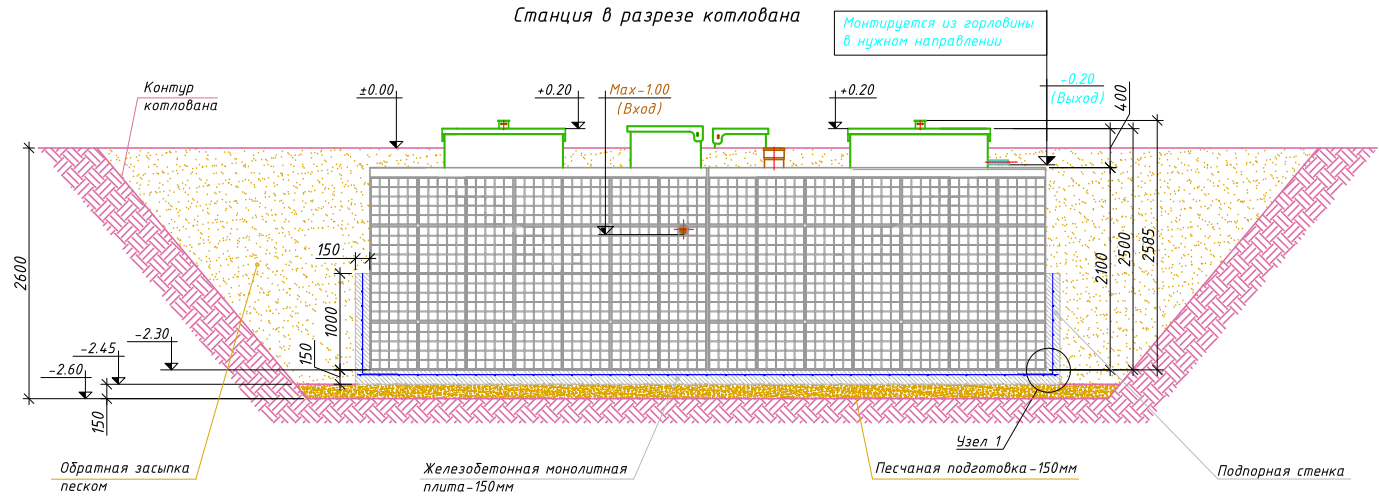 Станция в разрезе котлована
Монтируется из горловины
в нужном направлении
Контур
котлована
±0.00
+0.20
Max-1.00
(Вход)
+0.20
-0.20
(Выход)
400
2600
150
1000
150
2100
2500
2585
-2.30
-2.45
-2.60
150
Узел 1
Обратная засыпка
песком
Железобетонная монолитная
плита-150мм
Песчаная подготовка-150мм
Подпорная стенка